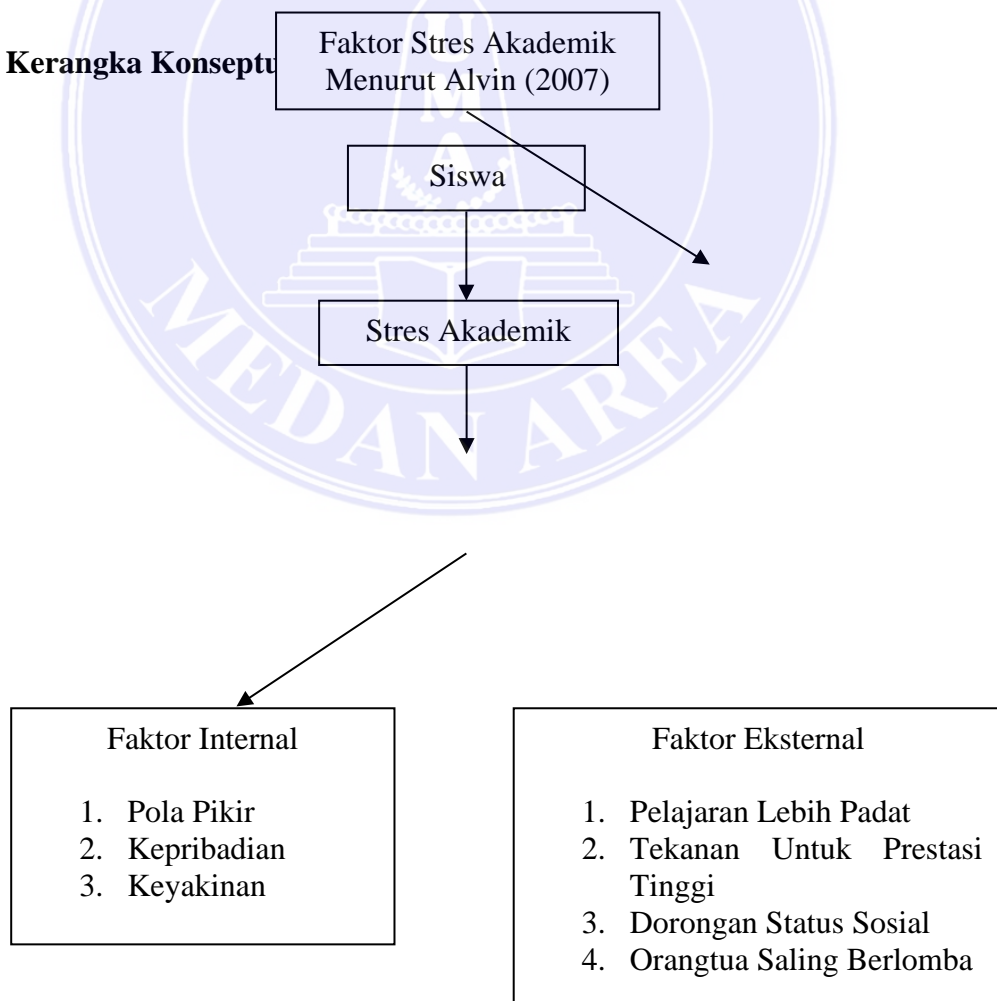 Kerangka Konseptu
Faktor Stres Akademik
Menurut Alvin (2007)
UMA
Siswa
Stres Akademik
MEDAN AREA
Faktor Internal
1. Pola Pikir
2. Kepribadian
3. Keyakinan
Faktor Eksternal
1. Pelajaran Lebih Padat
2. Tekanan Untuk Prestasi
Tinggi
3. Dorongan Status Sosial
4. Orangtua Saling Berlomba